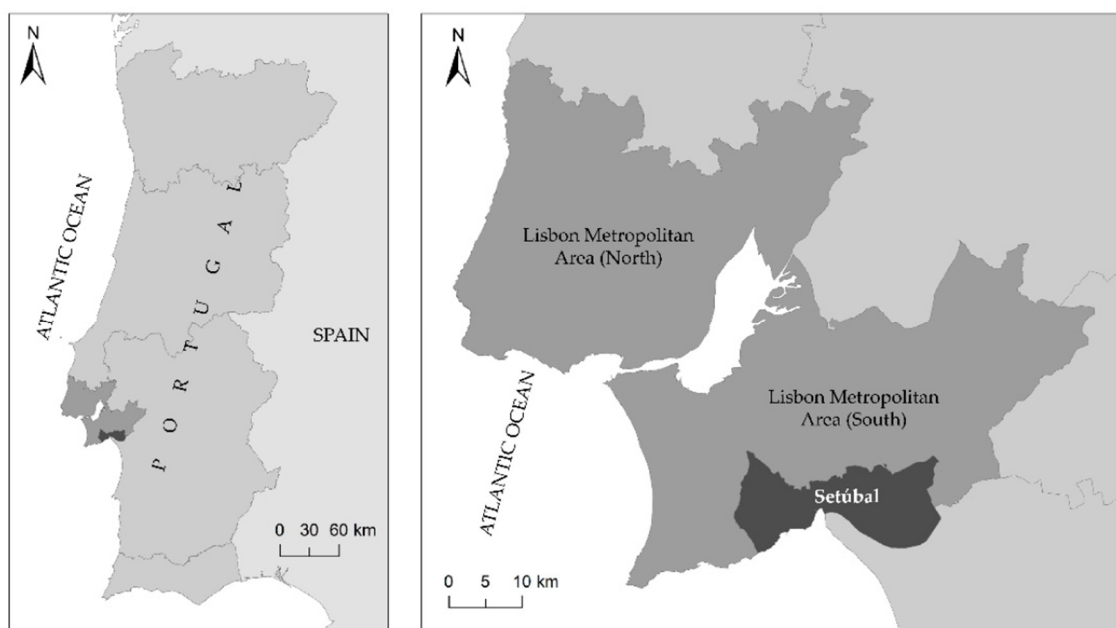 N
ATLANTIC OCEAN
PORTUGAL
SPAIN
0 30 60 km
N
Lisbon Metropolitan
Area (North)
ATLANTIC OCEAN
Lisbon Metropolitan
Area (South)
Setúbal
0 5 10 km